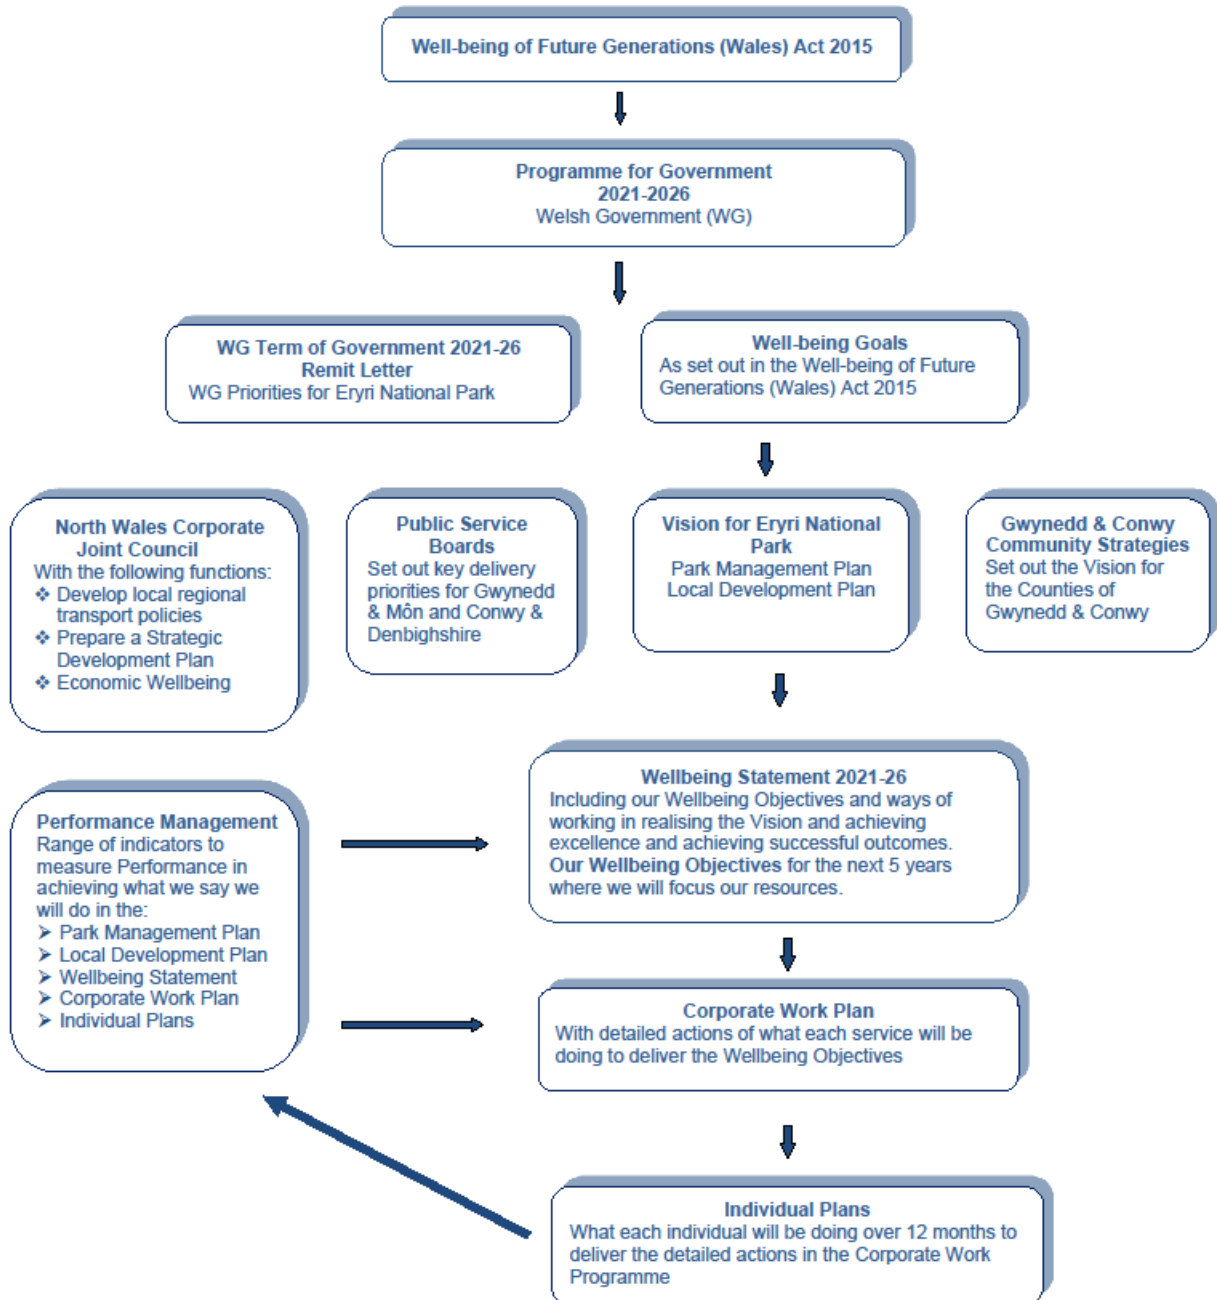 Well-being of Future Generations (Wales) Act 2015
Programme for Government
2021-2026
Welsh Government (WG)
WG Term of Government 2021-26
Remit Letter
WG Priorities for Eryri National Park
Well-being Goals
As set out in the Well-being of Future
Generations (Wales) Act 2015
North Wales Corporate
Joint Council
With the following functions:
❖ Develop local regional
transport policies
❖ Prepare a Strategic
Development Plan
❖ Economic Wellbeing
Public Service
Boards
Set out key delivery
priorities for Gwynedd
& Môn and Conwy &
Denbighshire
Vision for Eryri National
Park
Park Management Plan
Local Development Plan
Gwynedd & Conwy
Community Strategies
Set out the Vision for
the Counties of
Gwynedd & Conwy
Performance Management
Range of indicators to
measure Performance in
achieving what we say we
will do in the:
➢ Park Management Plan
➢ Local Development Plan
➢ Wellbeing Statement
➢ Corporate Work Plan
➢ Individual Plans
Wellbeing Statement 2021-26
Including our Wellbeing Objectives and ways of
working in realising the Vision and achieving
excellence and achieving successful outcomes.
Our Wellbeing Objectives for the next 5 years
where we will focus our resources.
Corporate Work Plan
With detailed actions of what each service will be
doing to deliver the Wellbeing Objectives
Individual Plans
What each individual will be doing over 12 months to
deliver the detailed actions in the Corporate Work
Programme